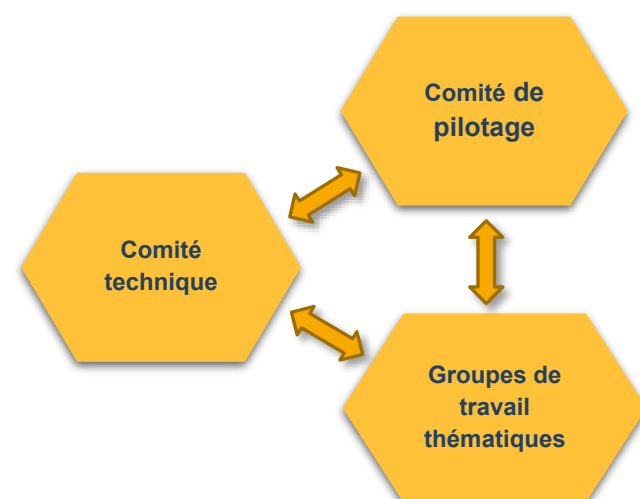 Comité de
pilotage
Comité
technique
Groupes de
travail
thématiques